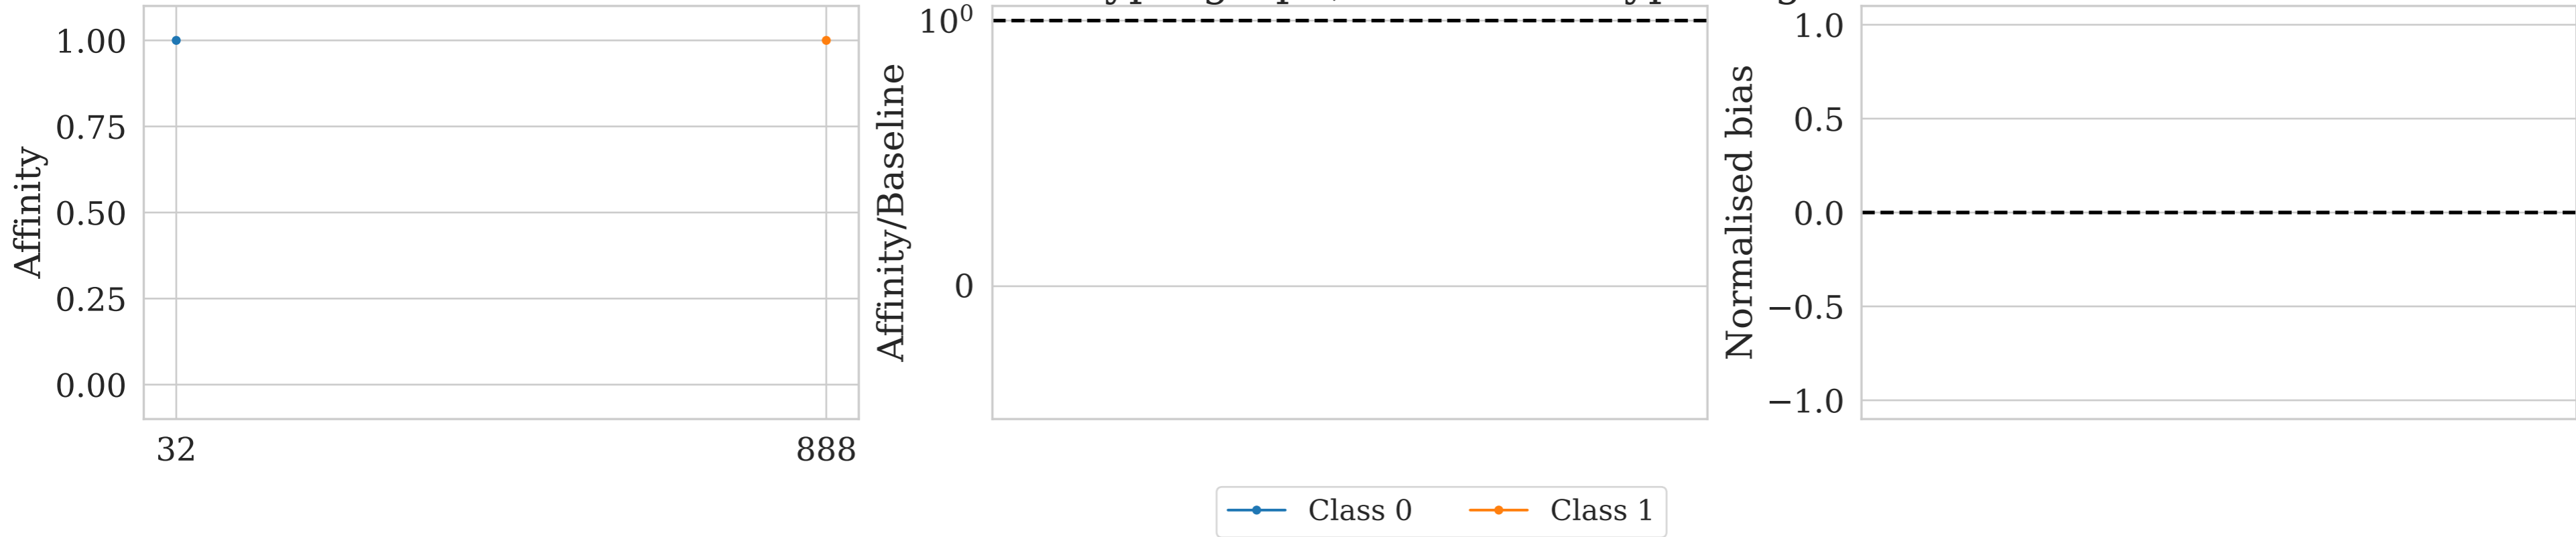 Affinity
1.00
0.75
0.50
0.25
0.00
32
888
Affinity/Baseline
10⁰
0
Normalised bias
1.0
0.5
0.0
−0.5
−1.0
Class 0
Class 1